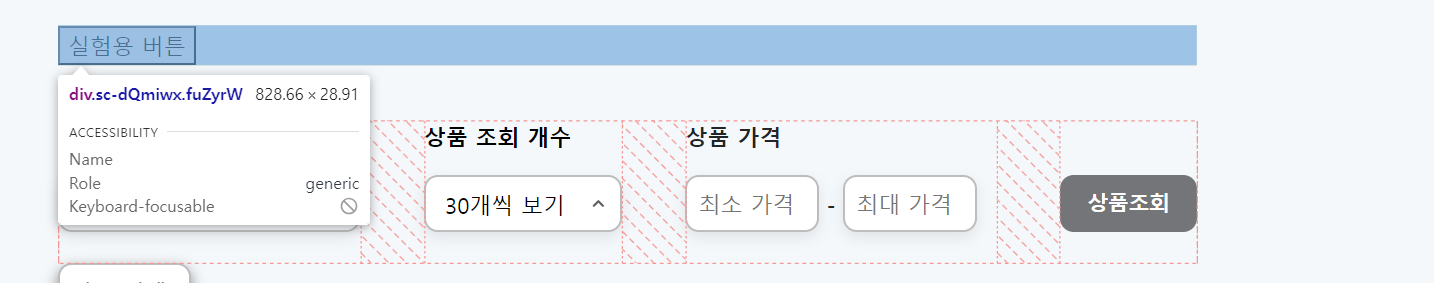 실험용 버튼
div.sc-dQmiwx.fuZyrW 828.66 × 28.91
ACCESSIBILITY
Name
Role generic
Keyboard-focusable
상품 조회 개수 상품 가격
30개씩 보기 최소 가격 - 최대 가격 상품조회